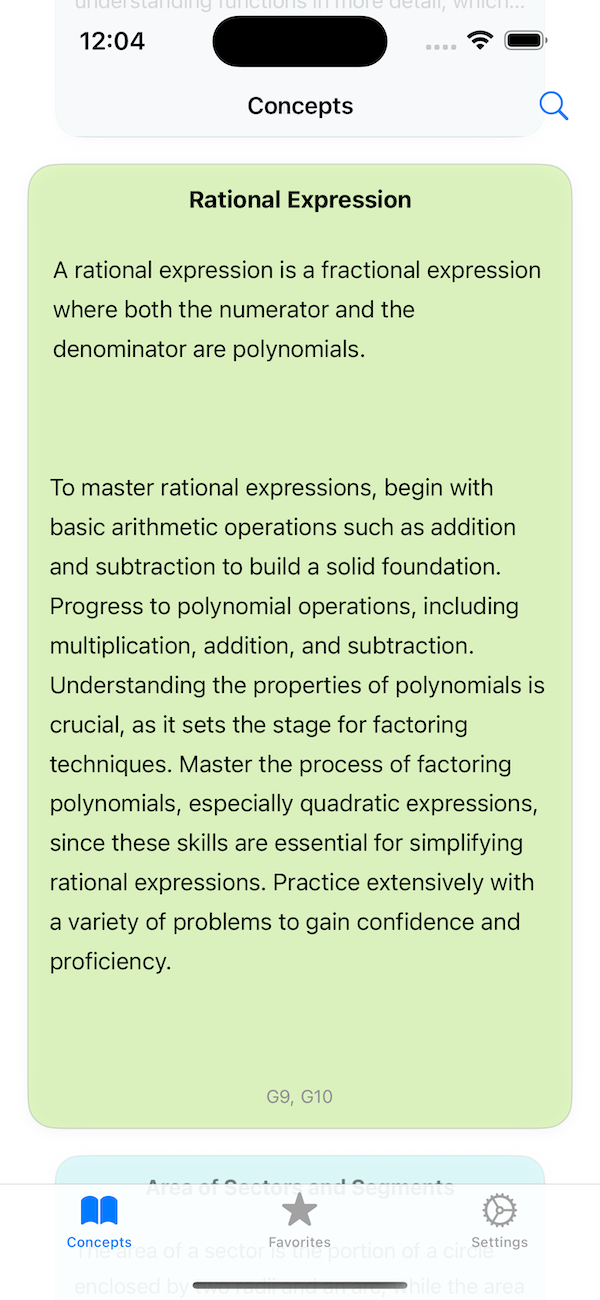 understanding functions in more detail, which...
12:04
Concepts
Rational Expression
A rational expression is a fractional expression
where both the numerator and the
denominator are polynomials.
To master rational expressions, begin with
basic arithmetic operations such as addition
and subtraction to build a solid foundation.
Progress to polynomial operations, including
multiplication, addition, and subtraction.
Understanding the properties of polynomials is
crucial, as it sets the stage for factoring
techniques. Master the process of factoring
polynomials, especially quadratic expressions,
since these skills are essential for simplifying
rational expressions. Practice extensively with
a variety of problems to gain confidence and
proficiency.
G9, G10
Area of Sectors and Segments
Concepts
Favorites
Settings
The area of a sector is the portion of a circle
enclosed by two radii and an arc, while the area